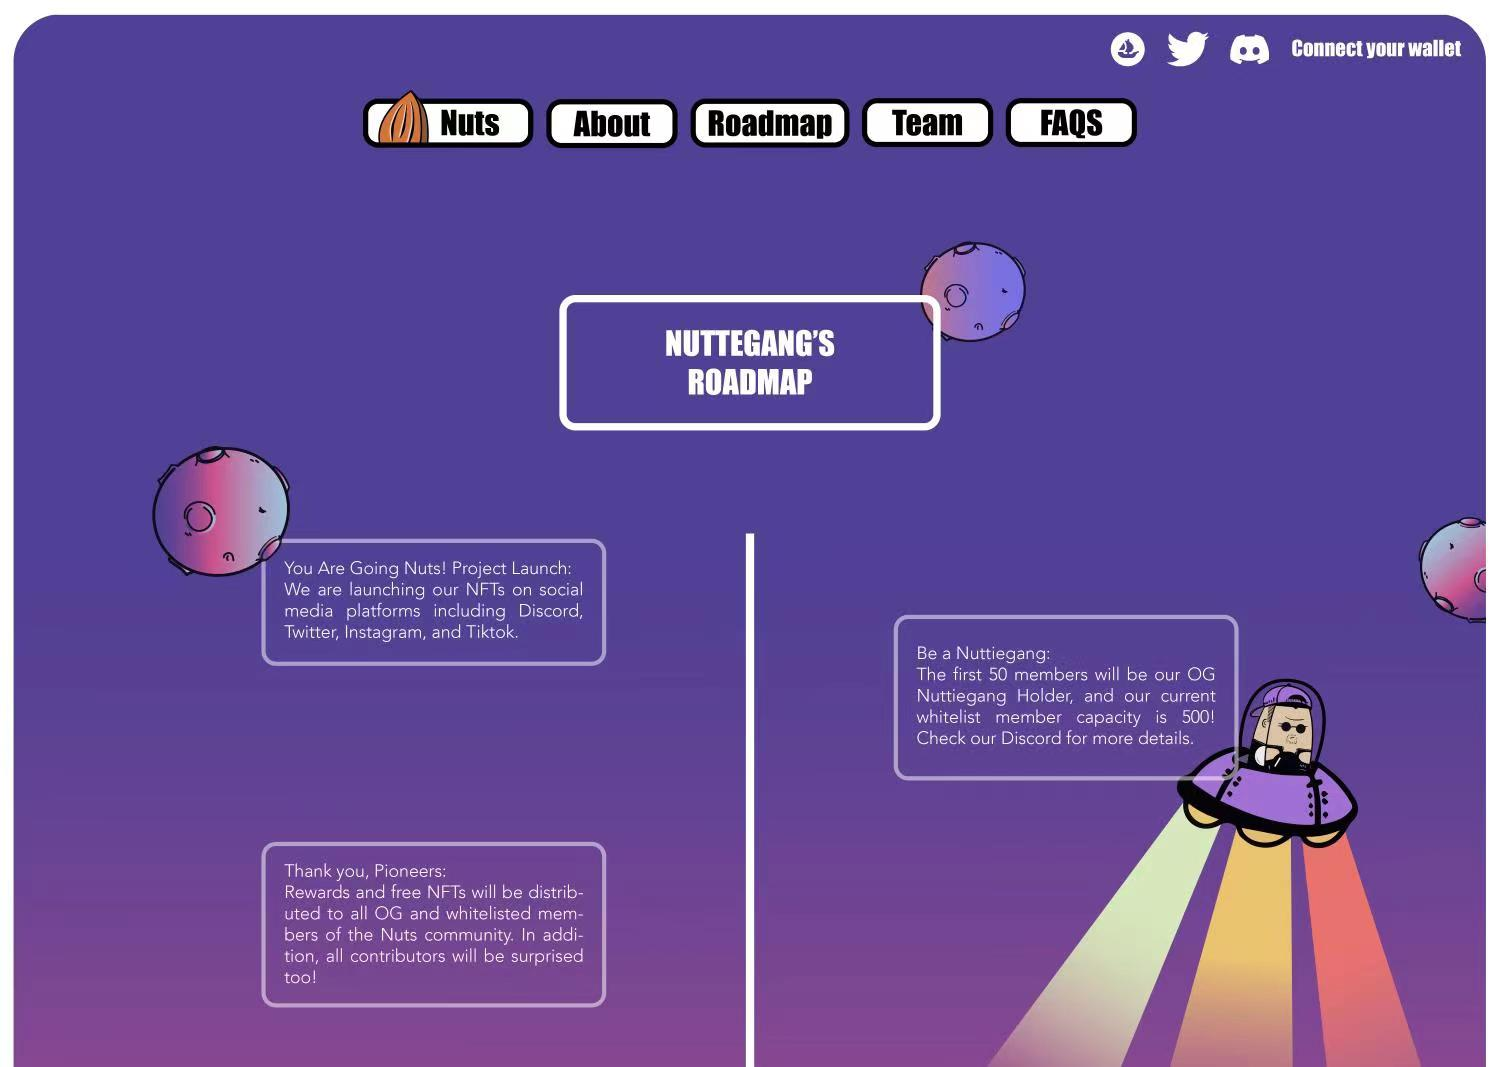 Connect your wallet
Nuts
About
Roadmap
Team
FAQS
NUTTEGANG'S
ROADMAP
You Are Going Nuts! Project Launch:
We are launching our NFTs on social
media platforms including Discord,
Twitter, Instagram, and Tiktok.
Be a Nuttiegang:
The first 50 members will be our OG
Nuttiegang Holder, and our current
whitelist member capacity is 500!
Check our Discord for more details.
Thank you, Pioneers:
Rewards and free NFTs will be distrib-
uted to all OG and whitelisted mem-
bers of the Nuts community. In addi-
tion, all contributors will be surprised
too!